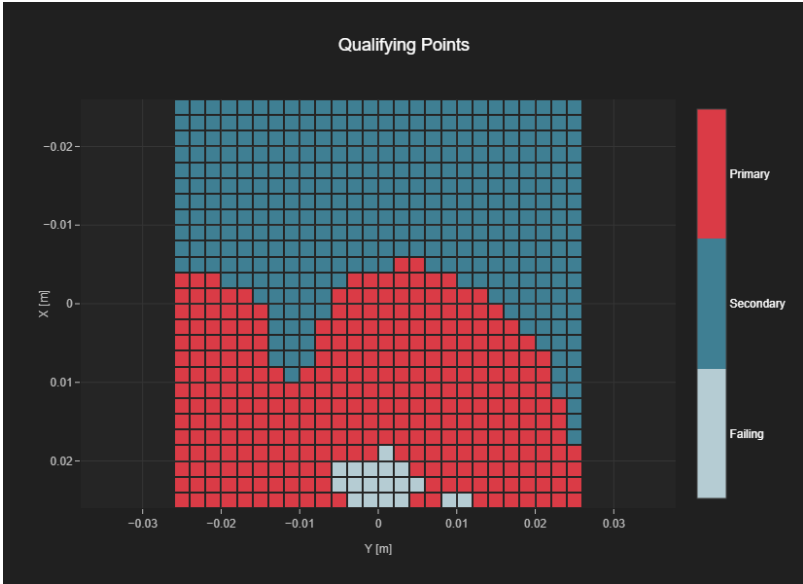 Qualifying Points
−0.02
−0.01
0
0.01
0.02
X [m]
−0.03
−0.02
−0.01
0
0.01
0.02
0.03
Y [m]
Primary
Secondary
Failing